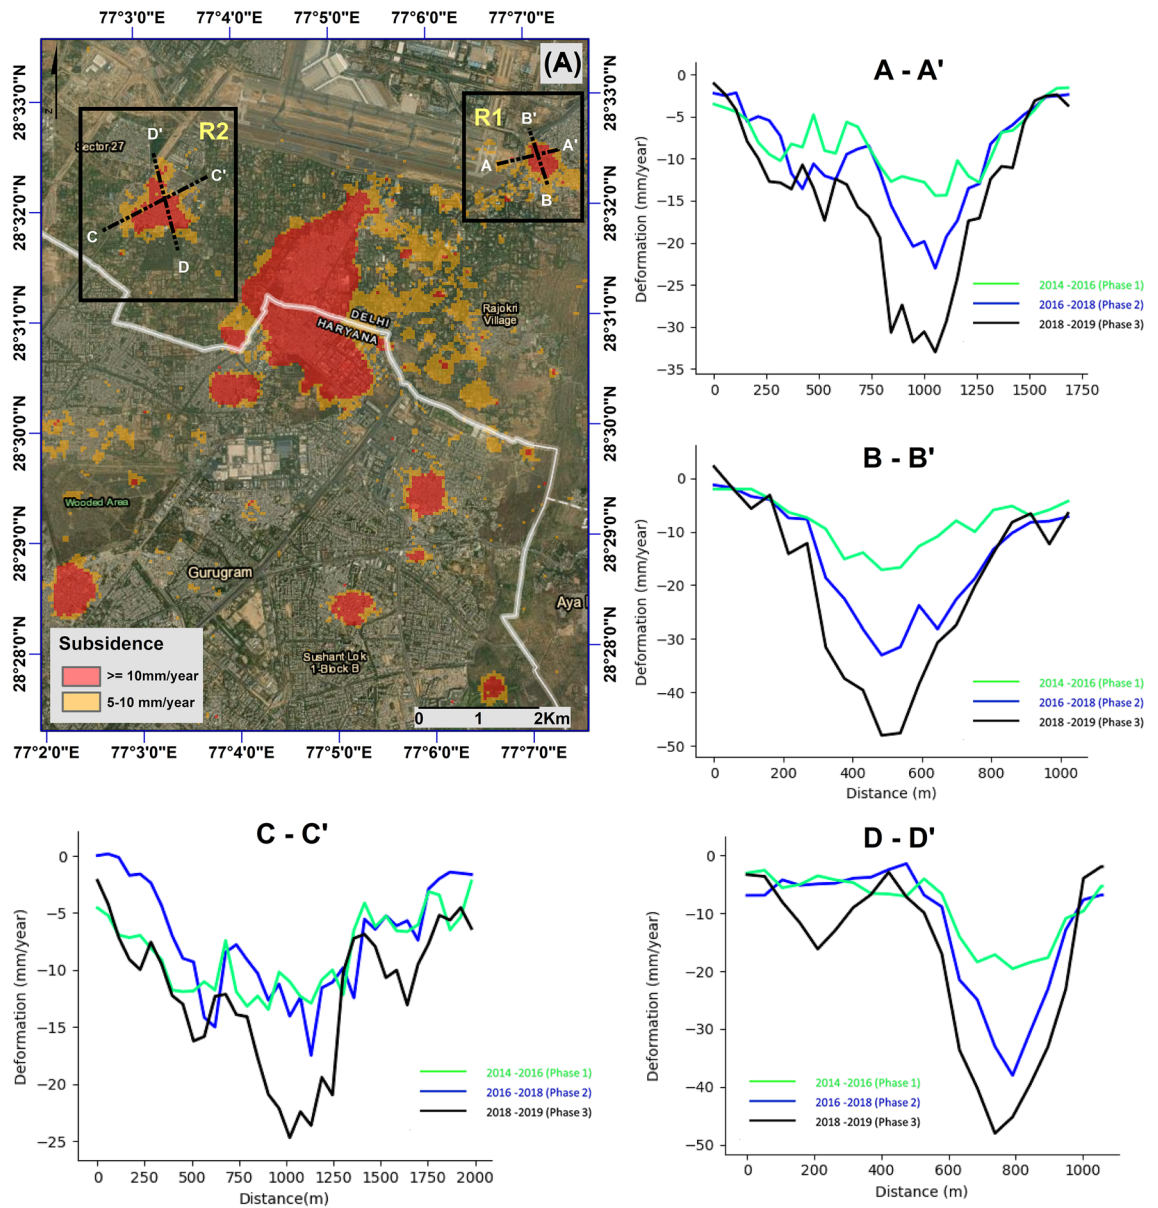 77°3'0"E 77°4'0"E 77°5'0"E 77°6'0"E 77°7'0"E
(A)
28°33'0"N
28°32'0"N
28°31'0"N
28°30'0"N
28°29'0"N
28°28'0"N
28°33'0"N
28°32'0"N
28°31'0"N
28°30'0"N
28°29'0"N
28°28'0"N
z
R1
B'
A'
A
B
R2
D'
C'
C
D
Sector 27
DELHI
HARYANA
Rajokri
Village
Wooded Area
Gurugram
Aya
Sushant Lok
1-Block B
Subsidence
>= 10mm/year
5-10 mm/year
0 1 2Km
77°2'0"E 77°3'0"E 77°4'0"E 77°5'0"E 77°6'0"E 77°7'0"E
A - A'
Deformation (mm/year)
0
−5
−10
−15
−20
−25
−30
−35
0 250 500 750 1000 1250 1500 1750
2014 -2016 (Phase 1)
2016 -2018 (Phase 2)
2018 -2019 (Phase 3)
B - B'
Deformation (mm/year)
0
−10
−20
−30
−40
−50
0 200 400 600 800 1000
Distance (m)
2014 -2016 (Phase 1)
2016 -2018 (Phase 2)
2018 -2019 (Phase 3)
C - C'
Deformation (mm/year)
0
−5
−10
−15
−20
−25
0 250 500 750 1000 1250 1500 1750 2000
Distance(m)
2014 -2016 (Phase 1)
2016 -2018 (Phase 2)
2018 -2019 (Phase 3)
D - D'
Deformation (mm/year)
0
−10
−20
−30
−40
−50
0 200 400 600 800 1000
Distance (m)
2014 -2016 (Phase 1)
2016 -2018 (Phase 2)
2018 -2019 (Phase 3)